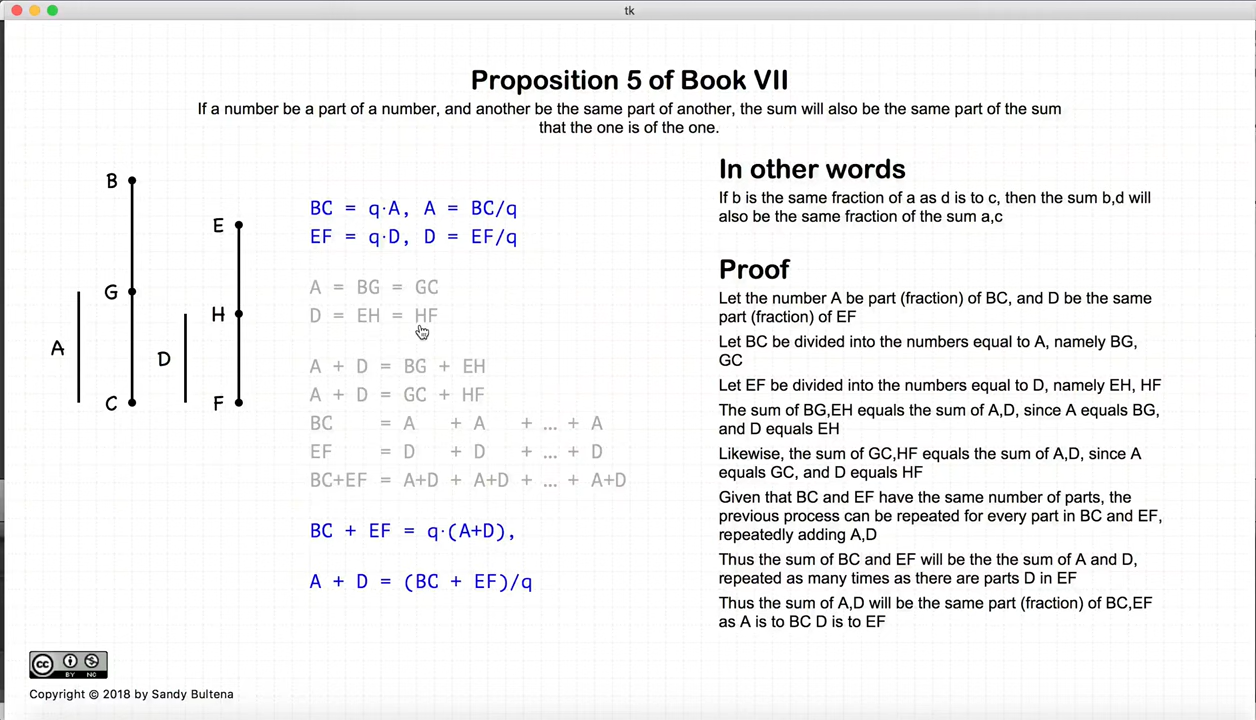 tk
Proposition 5 of Book VII
If a number be a part of a number, and another be the same part of another, the sum will also be the same part of the sum
that the one is of the one.
B
E
G
H
A
D
C
F
BC = q·A, A = BC/q
EF = q·D, D = EF/q
A = BG = GC
D = EH = HF
A + D = BG + EH
A + D = GC + HF
BC = A + A + ... + A
EF = D + D + ... + D
BC+EF = A+D + A+D + ... + A+D
BC + EF = q·(A+D),
A + D = (BC + EF)/q
In other words
If b is the same fraction of a as d is to c, then the sum b,d will
also be the same fraction of the sum a,c
Proof
Let the number A be part (fraction) of BC, and D be the same
part (fraction) of EF
Let BC be divided into the numbers equal to A, namely BG,
GC
Let EF be divided into the numbers equal to D, namely EH, HF
The sum of BG,EH equals the sum of A,D, since A equals BG,
and D equals EH
Likewise, the sum of GC,HF equals the sum of A,D, since A
equals GC, and D equals HF
Given that BC and EF have the same number of parts, the
previous process can be repeated for every part in BC and EF,
repeatedly adding A,D
Thus the sum of BC and EF will be the the sum of A and D,
repeated as many times as there are parts D in EF
Thus the sum of A,D will be the same part (fraction) of BC,EF
as A is to BC D is to EF
cc BY NC
Copyright © 2018 by Sandy Bultena